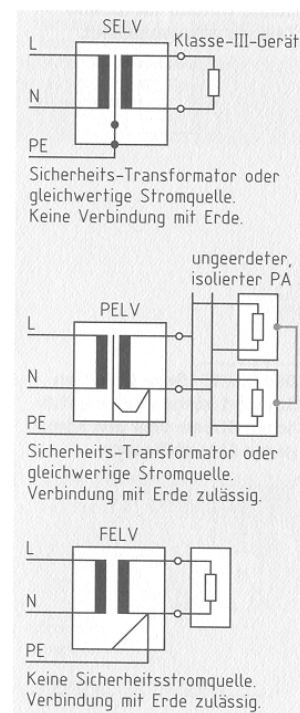 SELV
L
Klasse-III-Gerät
N
PE
Sicherheits-Transformator oder
gleichwertige Stromquelle.
Keine Verbindung mit Erde.
ungeerdeter,
isolierter PA
PELV
L
N
PE
Sicherheits-Transformator oder
gleichwertige Stromquelle.
Verbindung mit Erde zulässig.
FELV
L
N
PE
Keine Sicherheitsstromquelle.
Verbindung mit Erde zulässig.